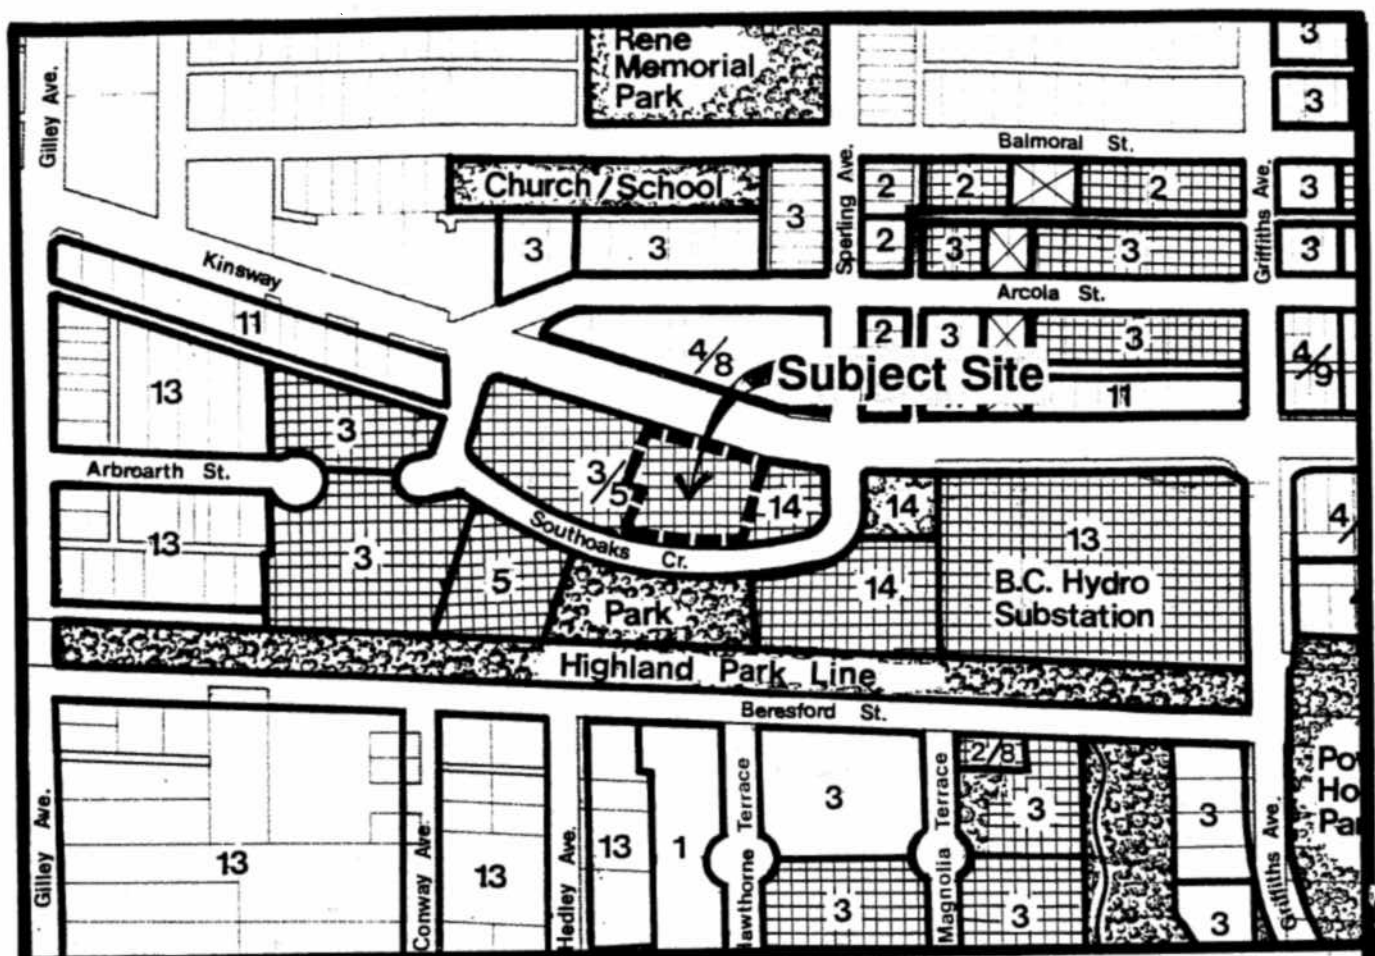 Rene
Memorial
Park
3
3
Gilley Ave.
Balmoral St.
Church/School
3
Sperling Ave.
2
2
2
Griffiths Ave.
3
3
3
2
3
3
3
Kinsway
Arcola St.
11
4/8
2
3
3
4/9
Subject Site
13
11
3
Arbroarth St.
3/5
14
14
4/
13
3
Southoaks Cr.
13
B.C. Hydro
Substation
5
14
Park
Highland Park Line
Beresford St.
2/8
Gilley Ave.
13
Conway Ave.
13
Hedley Ave.
13
1
Hawthorne Terrace
3
Magnolia Terrace
3
3
3
3
3
Griffiths Ave.